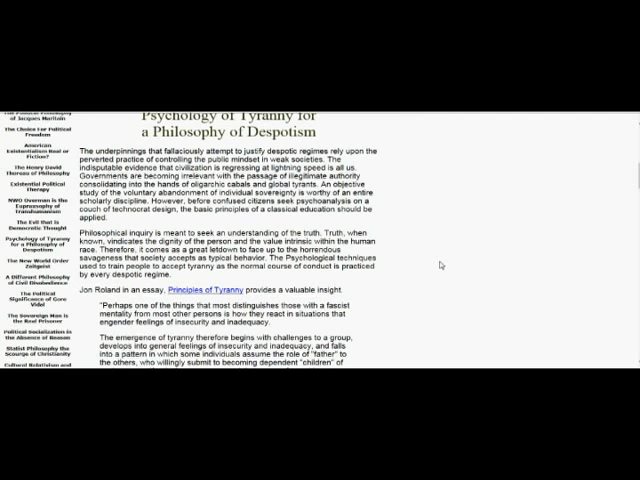 of Jacques Maritain
The Choice For Political
Freedom
American
Existentialism Real or
Fiction?
The Henry David
Thoreau of Philosophy
Existential Political
Therapy
NWO Overman is the
Transhumanism
The Evil that is
Democratic Thought
Psychology of Tyranny
for a Philosophy of
Despotism
The New World Order
Zeitgeist
A Different Philosophy
of Civil Disobedience
The Political
Significance of Gore
Vidal
The Sovereign Man is
the Real Prisoner
Political Socialization in
the Absence of Reason
Statist Philosophy the
Scourge of Christianity
Cultural Relativism and
Psychology of Tyranny for
a Philosophy of Despotism
The underpinnings that fallaciously attempt to justify despotic regimes rely upon the
perverted practice of controlling the public mindset in weak societies. The
indisputable evidence that civilization is regressing at lightning speed is all us.
Governments are becoming irrelevant with the passage of illegitimate authority
consolidating into the hands of oligarchic cabals and global tyrants. An objective
study of the voluntary abandonment of individual sovereignty is worthy of an entire
scholarly discipline. However, before confused citizens seek psychoanalysis on a
couch of technocrat design, the basic principles of a classical education should be
applied.
Philosophical inquiry is meant to seek an understanding of the truth. Truth, when
known, vindicates the dignity of the person and the value intrinsic within the human
race. Therefore, it comes as a great letdown to face up to the horrendous
savageness that society accepts as typical behavior. The Psychological techniques
used to train people to accept tyranny as the normal course of conduct is practiced
by every despotic regime.
Jon Roland in an essay, Principles of Tyranny provides a valuable insight.
"Perhaps one of the things that most distinguishes those with a fascist
mentality from most other persons is how they react in situations that
engender feelings of insecurity and inadequacy.
The emergence of tyranny therefore begins with challenges to a group,
develops into general feelings of insecurity and inadequacy, and falls
into a pattern in which some individuals assume the role of "father" to
the others, who willingly submit to becoming dependent "children" of